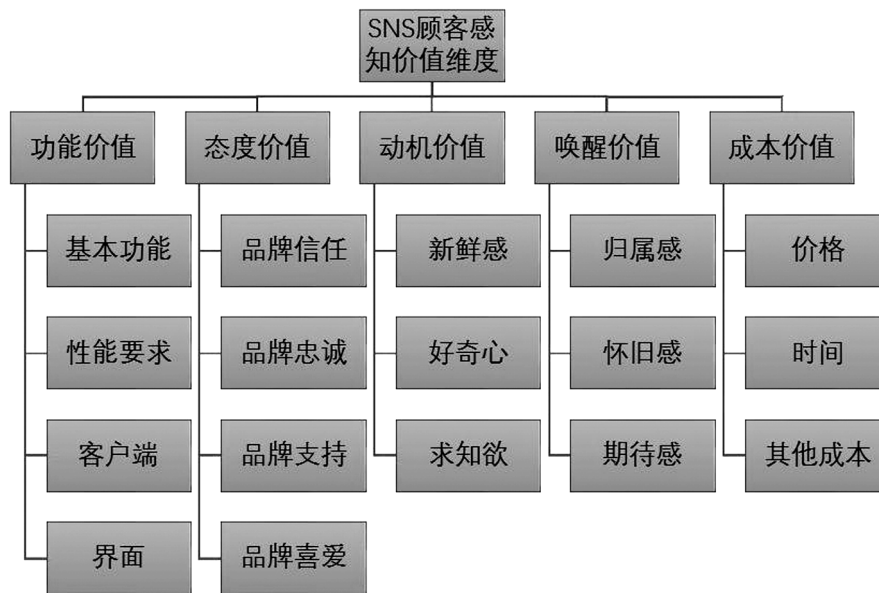 SNS顾客感
知价值维度
功能价值
态度价值
动机价值
唤醒价值
成本价值
基本功能
品牌信任
新鲜感
归属感
价格
性能要求
品牌忠诚
好奇心
怀旧感
时间
客户端
品牌支持
求知欲
期待感
其他成本
界面
品牌喜爱